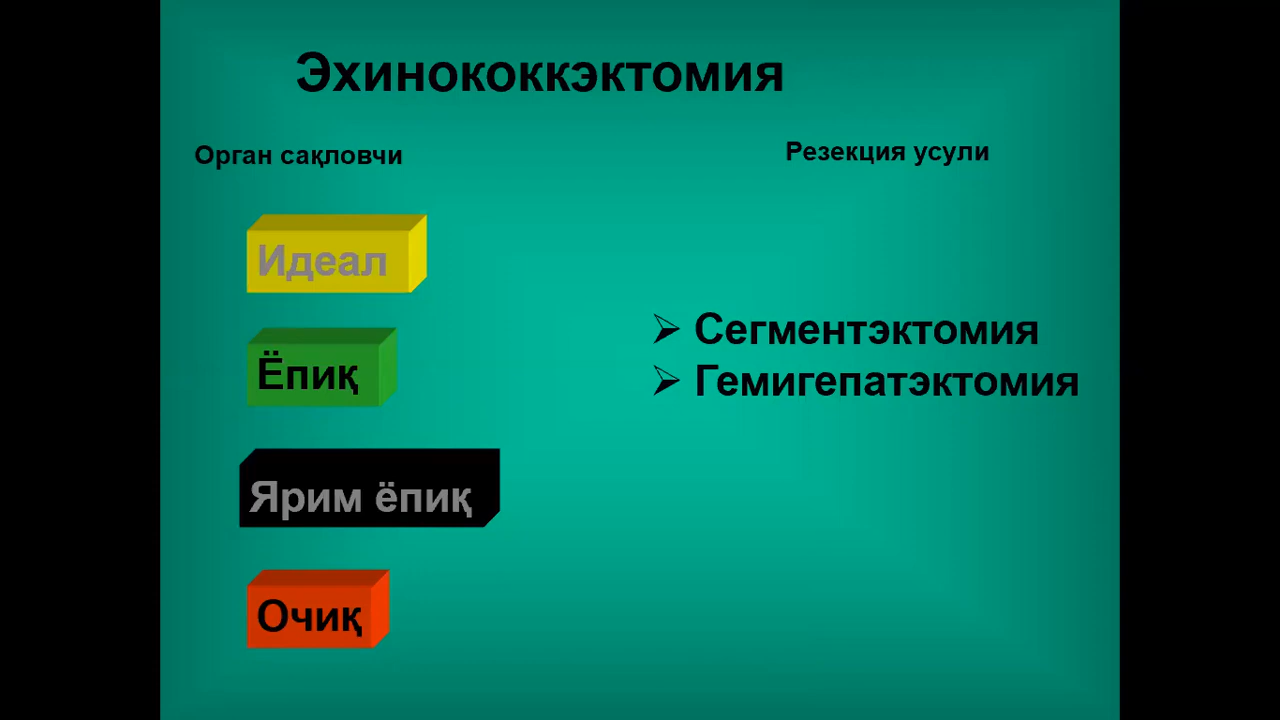 Эхинококкэктомия
Орган сақловчи
Резекция усули
Идеал
Ёпиқ
Ярим ёпиқ
Очиқ
Сегментэктомия
Гемигепатэктомия